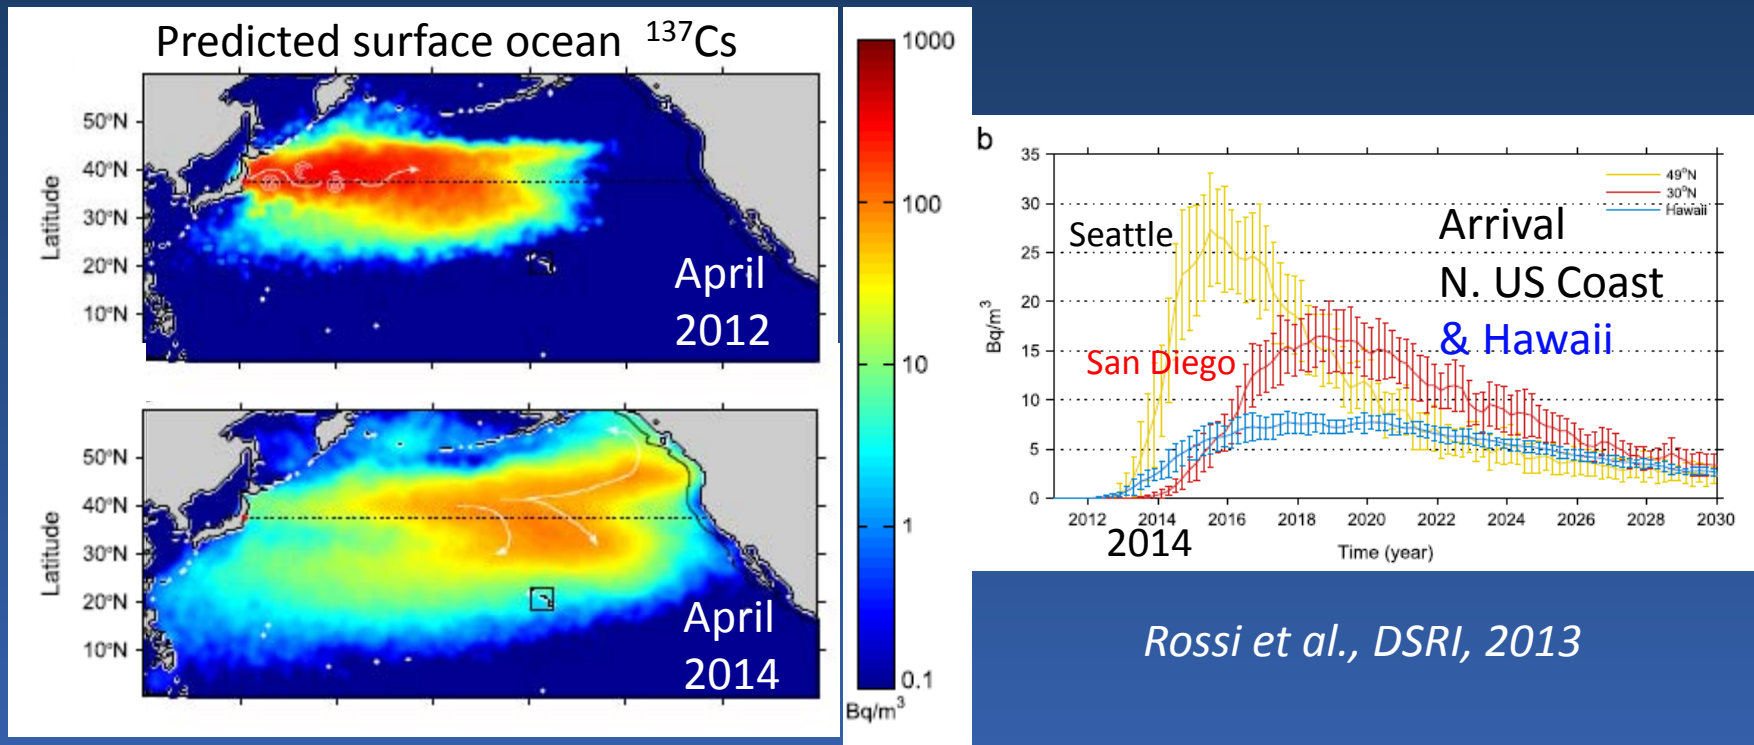 Predicted surface ocean ¹³⁷Cs
50°N
40°N
30°N
20°N
10°N
Latitude
April
2012
50°N
40°N
30°N
20°N
10°N
Latitude
April
2014
1000
100
10
1
0.1
Bq/m³
b
35
30
25
20
15
10
5
0
Bq/m³
49°N
30°N
Hawaii
Seattle
San Diego
Arrival
N. US Coast
& Hawaii
2012 2014 2016 2018 2020 2022 2024 2026 2028 2030
2014
Time (year)
Rossi et al., DSRI, 2013